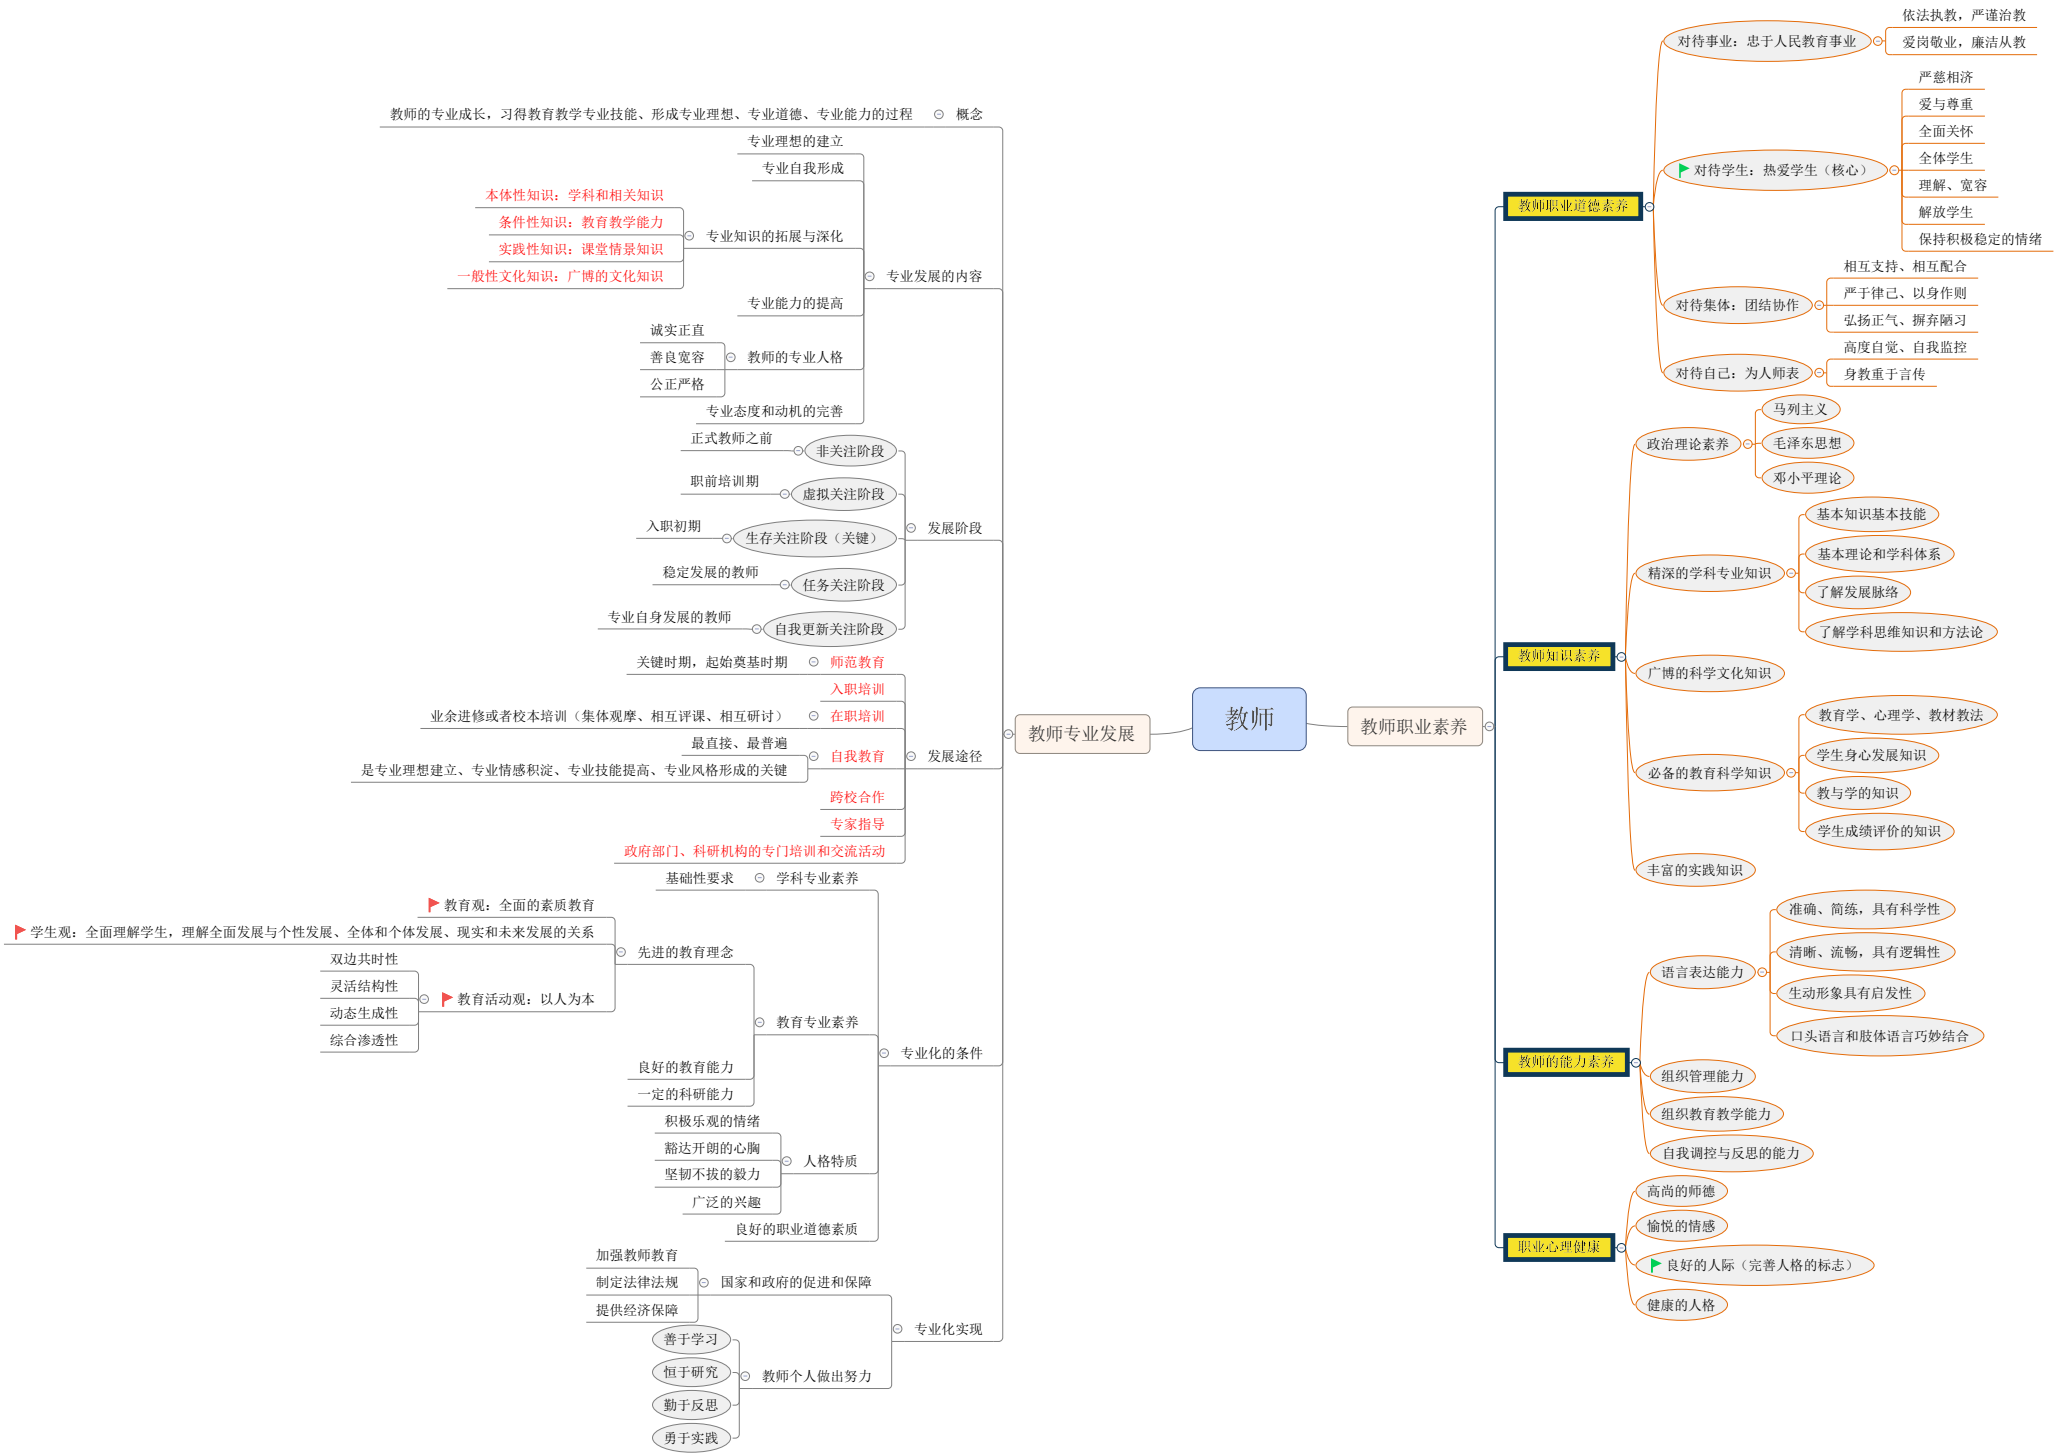 教师
教师职业素养
教师职业道德素养
对待事业：忠于人民教育事业
依法执教，严谨治教
爱岗敬业，廉洁从教
对待学生：热爱学生（核心）
严慈相济
爱与尊重
全面关怀
全体学生
理解、宽容
解放学生
保持积极稳定的情绪
对待集体：团结协作
相互支持、相互配合
严于律己、以身作则
弘扬正气、摒弃陋习
对待自己：为人师表
高度自觉、自我监控
身教重于言传
教师知识素养
政治理论素养
马列主义
毛泽东思想
邓小平理论
精深的学科专业知识
基本知识基本技能
基本理论和学科体系
了解发展脉络
了解学科思维知识和方法论
广博的科学文化知识
必备的教育科学知识
教育学、心理学、教材教法
学生身心发展知识
教与学的知识
学生成绩评价的知识
丰富的实践知识
教师的能力素养
语言表达能力
准确、简练，具有科学性
清晰、流畅，具有逻辑性
生动形象具有启发性
口头语言和肢体语言巧妙结合
组织管理能力
组织教育教学能力
自我调控与反思的能力
职业心理健康
高尚的师德
愉悦的情感
良好的人际（完善人格的标志）
健康的人格
教师专业发展
概念
教师的专业成长，习得教育教学专业技能、形成专业理想、专业道德、专业能力的过程
专业发展的内容
专业理想的建立
专业自我形成
专业知识的拓展与深化
本体性知识：学科和相关知识
条件性知识：教育教学能力
实践性知识：课堂情景知识
一般性文化知识：广博的文化知识
专业能力的提高
教师的专业人格
诚实正直
善良宽容
公正严格
专业态度和动机的完善
发展阶段
非关注阶段
正式教师之前
虚拟关注阶段
职前培训期
生存关注阶段（关键）
入职初期
任务关注阶段
稳定发展的教师
自我更新关注阶段
专业自身发展的教师
发展途径
师范教育
关键时期，起始奠基时期
入职培训
在职培训
业余进修或者校本培训（集体观摩、相互评课、相互研讨）
自我教育
最直接、最普遍
是专业理想建立、专业情感积淀、专业技能提高、专业风格形成的关键
跨校合作
专家指导
政府部门、科研机构的专门培训和交流活动
专业化的条件
学科专业素养
基础性要求
教育专业素养
先进的教育理念
教育观：全面的素质教育
学生观：全面理解学生，理解全面发展与个性发展、全体和个体发展、现实和未来发展的关系
教育活动观：以人为本
双边共时性
灵活结构性
动态生成性
综合渗透性
良好的教育能力
一定的科研能力
人格特质
积极乐观的情绪
豁达开朗的心胸
坚韧不拔的毅力
广泛的兴趣
良好的职业道德素质
专业化实现
国家和政府的促进和保障
加强教师教育
制定法律法规
提供经济保障
教师个人做出努力
善于学习
恒于研究
勤于反思
勇于实践